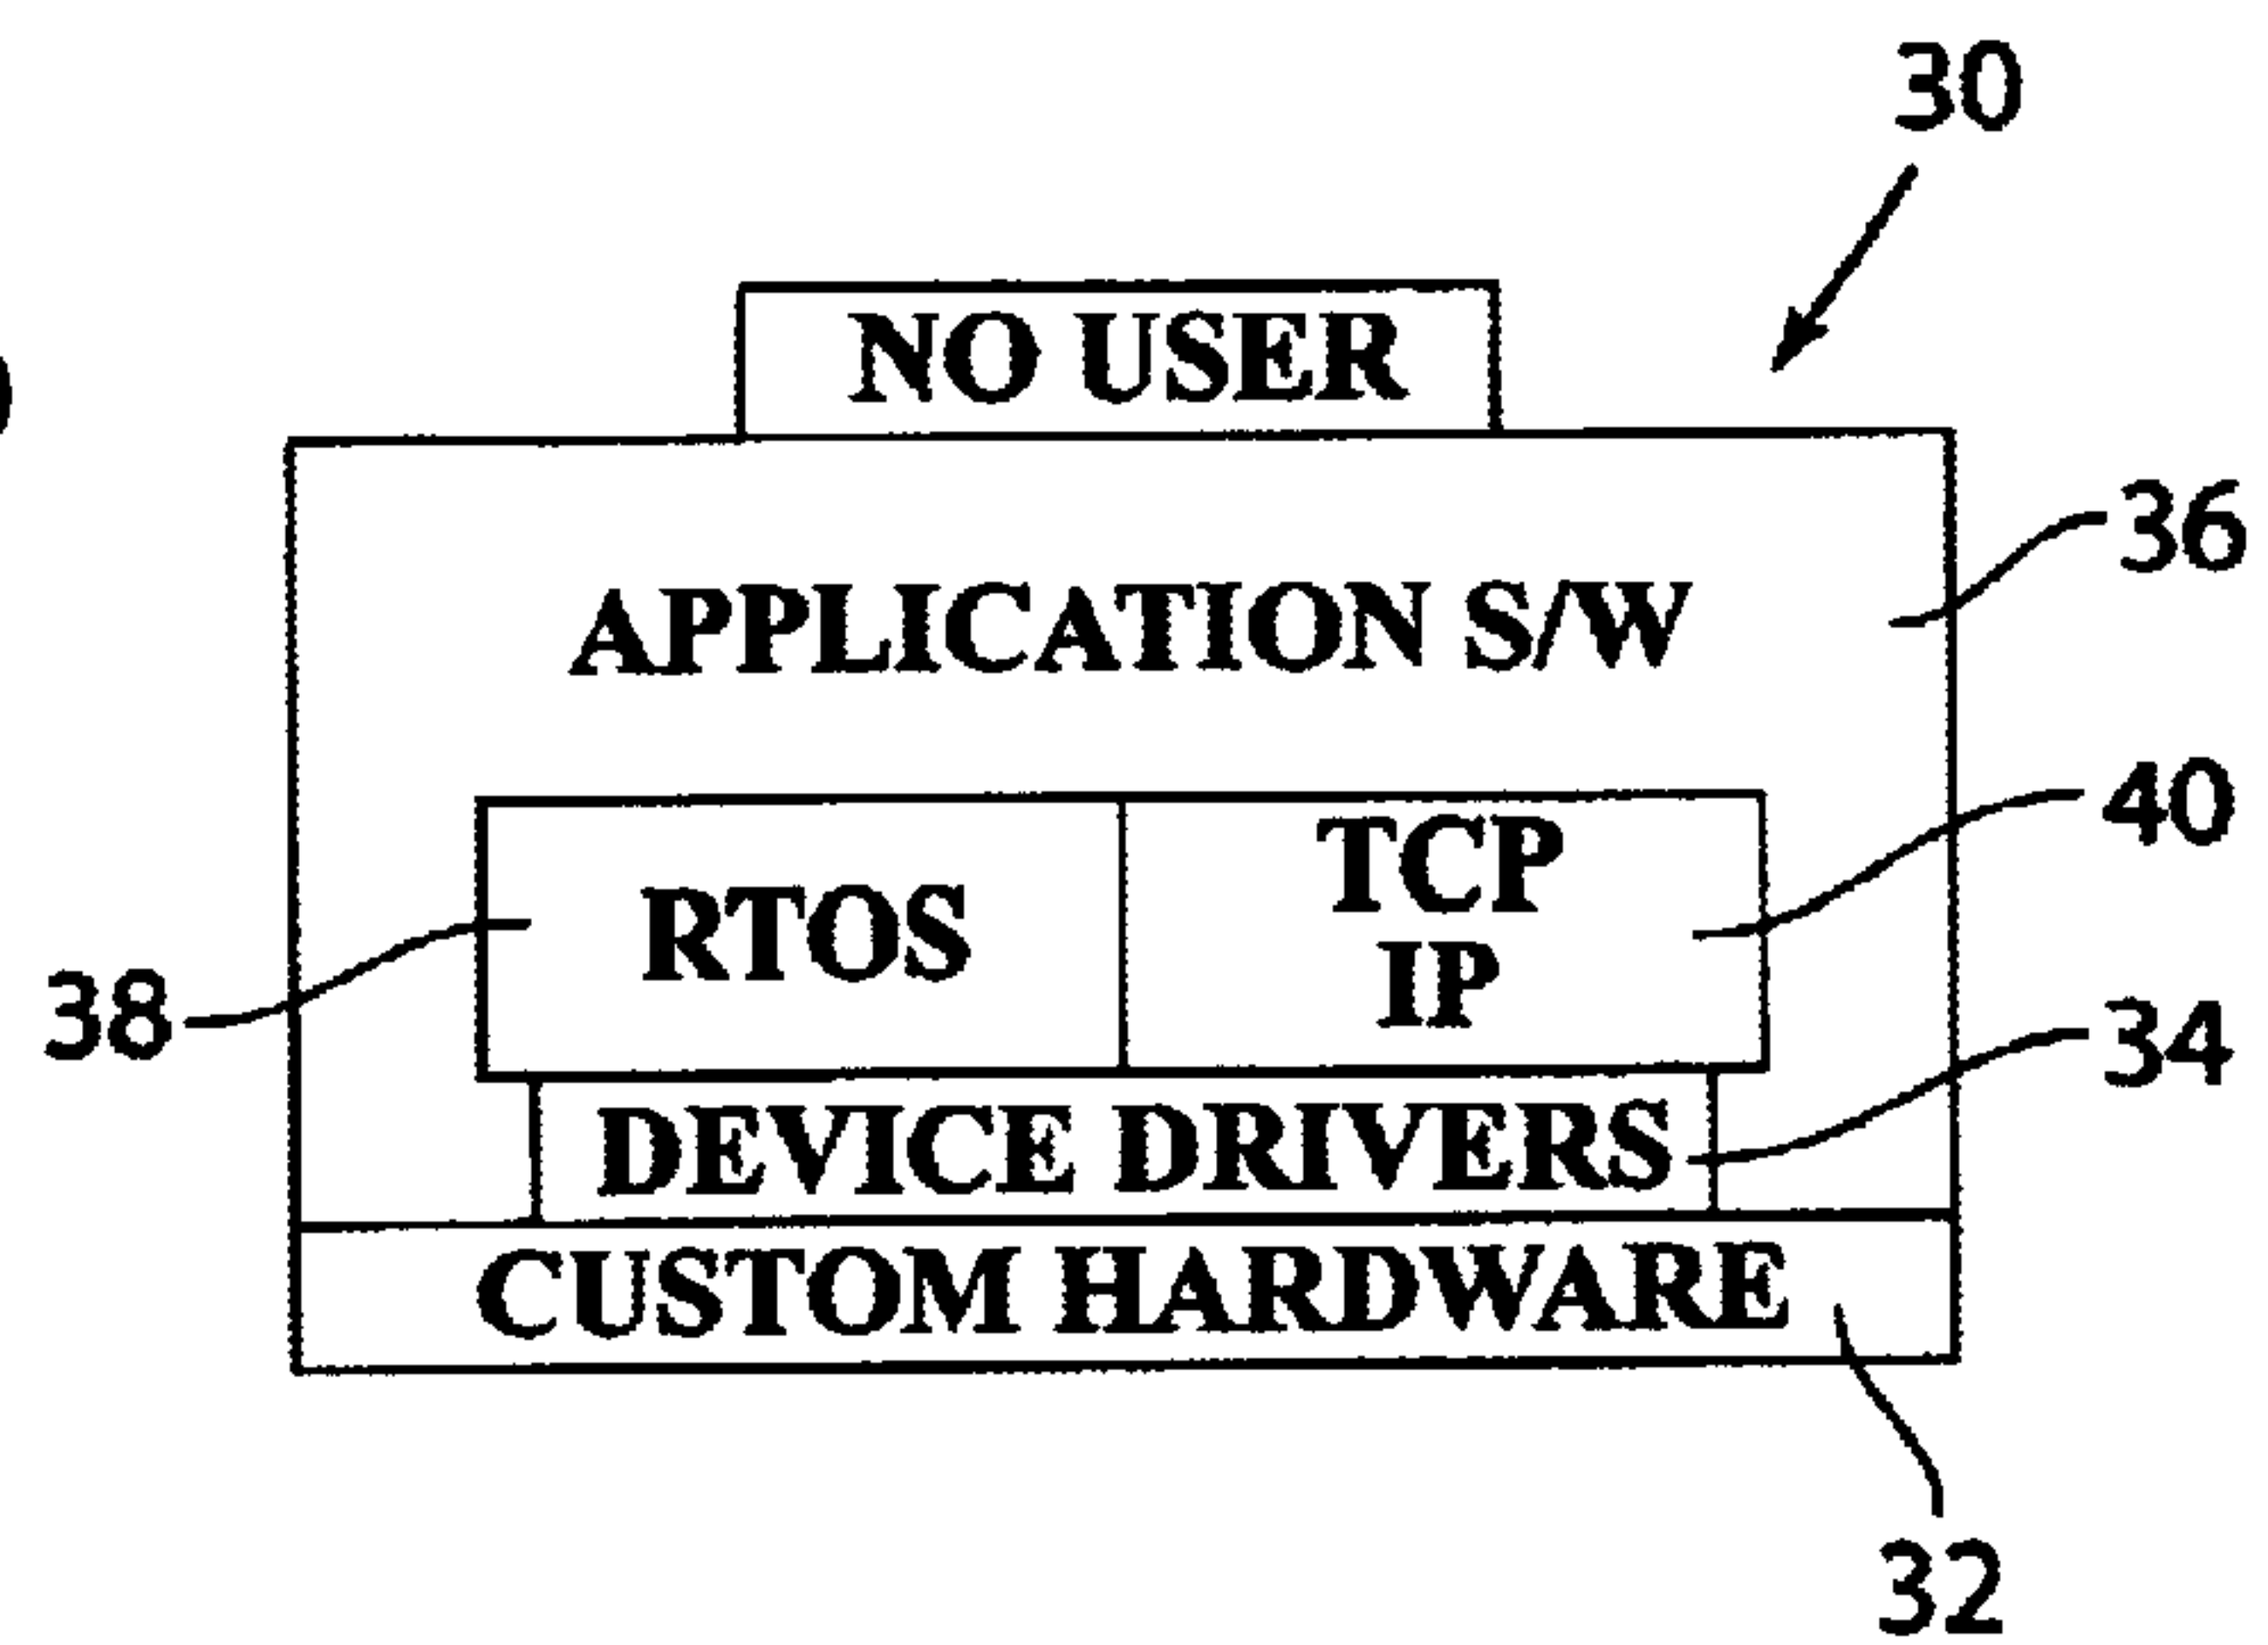 30
NO USER
36
APPLICATION S/W
40
TCP
RTOS
IP
38
34
DEVICE DRIVERS
CUSTOM HARDWARE
32